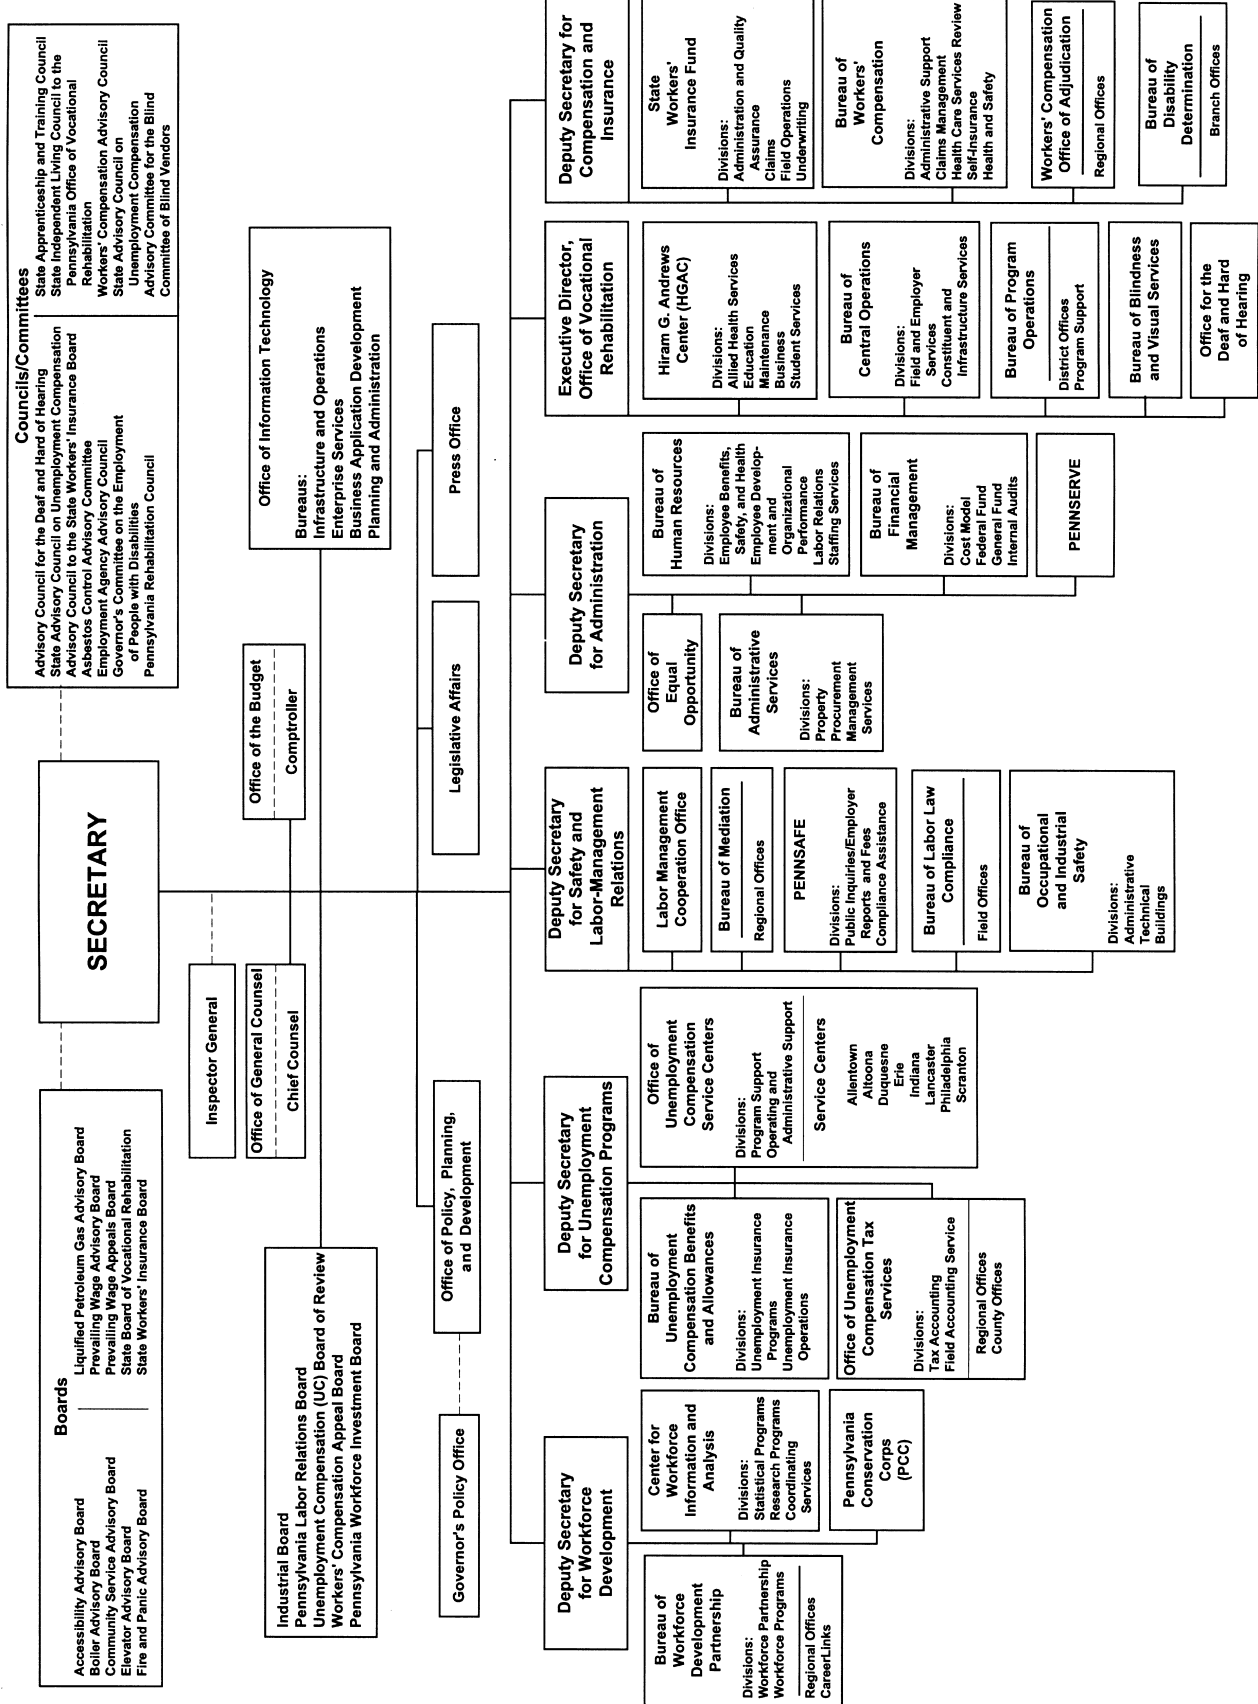 Boards
Accessibility Advisory Board
Boiler Advisory Board
Community Service Advisory Board
Elevator Advisory Board
Fire and Panic Advisory Board
Liquified Petroleum Gas Advisory Board
Prevailing Wage Advisory Board
Prevailing Wage Appeals Board
State Board of Vocational Rehabilitation
State Workers' Insurance Board
SECRETARY
Councils/Committees
Advisory Council for the Deaf and Hard of Hearing
State Advisory Council on Unemployment Compensation
Advisory Council to the State Workers' Insurance Board
Asbestos Control Advisory Committee
Employment Agency Advisory Council
Governor's Committee on the Employment
of People with Disabilities
Pennsylvania Rehabilitation Council
State Apprenticeship and Training Council
State Independent Living Council to the
Pennsylvania Office of Vocational
Rehabilitation
Workers' Compensation Advisory Council
State Advisory Council on
Unemployment Compensation
Advisory Committee for the Blind
Committee of Blind Vendors
Inspector General
Office of General Counsel
Chief Counsel
Office of the Budget
Comptroller
Industrial Board
Pennsylvania Labor Relations Board
Unemployment Compensation (UC) Board of Review
Workers' Compensation Appeal Board
Pennsylvania Workforce Investment Board
Office of Information Technology
Bureaus:
Infrastructure and Operations
Enterprise Services
Business Application Development
Planning and Administration
Governor's Policy Office
Office of Policy, Planning,
and Development
Legislative Affairs
Press Office
Deputy Secretary
for Workforce
Development
Bureau of
Workforce
Development
Partnership
Divisions:
Workforce Partnership
Workforce Programs
Regional Offices
CareerLinks
Center for
Workforce
Information and
Analysis
Divisions:
Statistical Programs
Research Programs
Coordinating
Services
Pennsylvania
Conservation
Corps
(PCC)
Deputy Secretary
for Unemployment
Compensation Programs
Bureau of
Unemployment
Compensation Benefits
and Allowances
Divisions:
Unemployment Insurance
Programs
Unemployment Insurance
Operations
Office of Unemployment
Compensation Tax
Services
Divisions:
Tax Accounting
Field Accounting Service
Regional Offices
County Offices
Office of
Unemployment
Compensation
Service Centers
Divisions:
Program Support
Operating and
Administrative Support
Service Centers
Allentown
Altoona
Duquesne
Erie
Indiana
Lancaster
Philadelphia
Scranton
Deputy Secretary
for Safety and
Labor-Management
Relations
Labor Management
Cooperation Office
Bureau of Mediation
Regional Offices
PENNSAFE
Divisions:
Public Inquiries/Employer
Reports and Fees
Compliance Assistance
Bureau of Labor Law
Compliance
Field Offices
Bureau of
Occupational
and Industrial
Safety
Divisions:
Administrative
Technical
Buildings
Deputy Secretary
for Administration
Office of
Equal
Opportunity
Bureau of
Administrative
Services
Divisions:
Property
Procurement
Management
Services
Bureau of
Human Resources
Divisions:
Employee Benefits,
Safety, and Health
Employee Develop-
ment and
Organizational
Performance
Labor Relations
Staffing Services
Bureau of
Financial
Management
Divisions:
Cost Model
Federal Fund
General Fund
Internal Audits
PENNSERVE
Executive Director,
Office of Vocational
Rehabilitation
Hiram G. Andrews
Center (HGAC)
Divisions:
Allied Health Services
Education
Maintenance
Business
Student Services
Bureau of
Central Operations
Divisions:
Field and Employer
Services
Constituent and
Infrastructure Services
Bureau of Program
Operations
District Offices
Program Support
Bureau of Blindness
and Visual Services
Office for the
Deaf and Hard
of Hearing
Deputy Secretary for
Compensation and
Insurance
State
Workers'
Insurance Fund
Divisions:
Administration and Quality
Assurance
Claims
Field Operations
Underwriting
Bureau of
Workers'
Compensation
Divisions:
Administrative Support
Claims Management
Health Care Services Review
Self-Insurance
Health and Safety
Workers' Compensation
Office of Adjudication
Regional Offices
Bureau of
Disability
Determination
Branch Offices